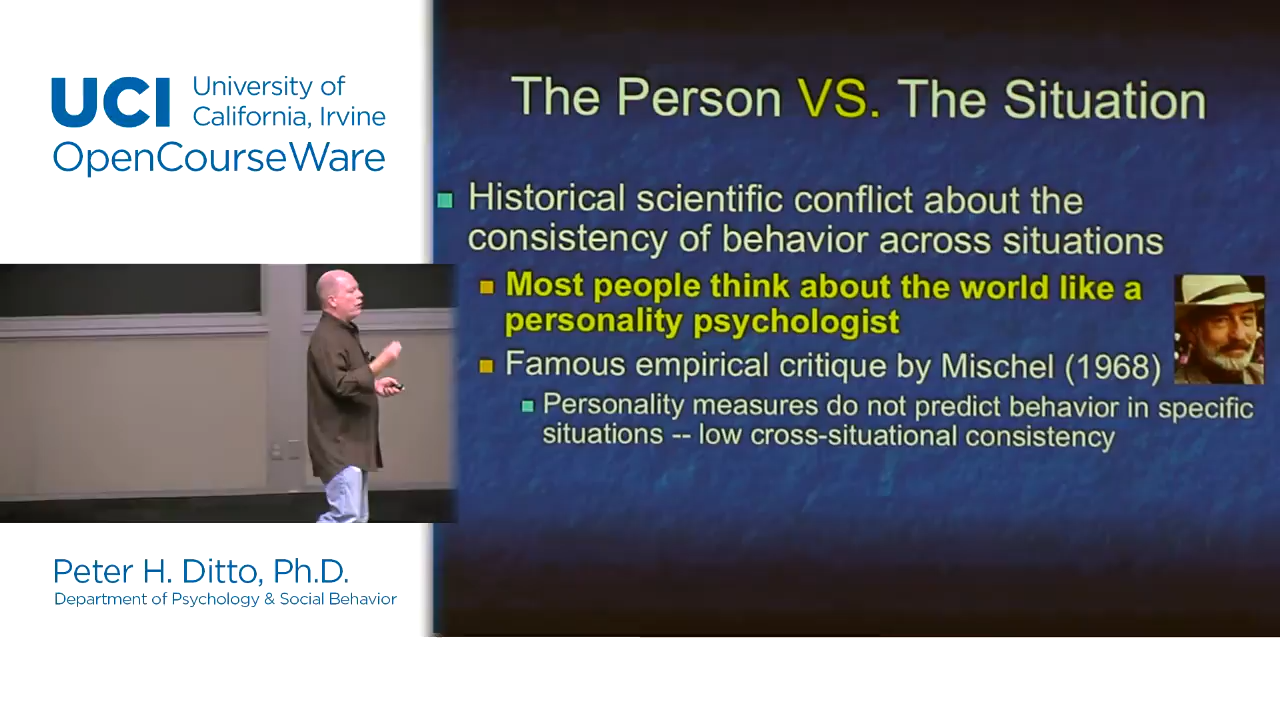 UCI University of
California, Irvine
OpenCourseWare
The Person VS. The Situation
Historical scientific conflict about the
consistency of behavior across situations
Most people think about the world like a
personality psychologist
Famous empirical critique by Mischel (1968)
Personality measures do not predict behavior in specific
situations -- low cross-situational consistency
Peter H. Ditto, Ph.D.
Department of Psychology & Social Behavior